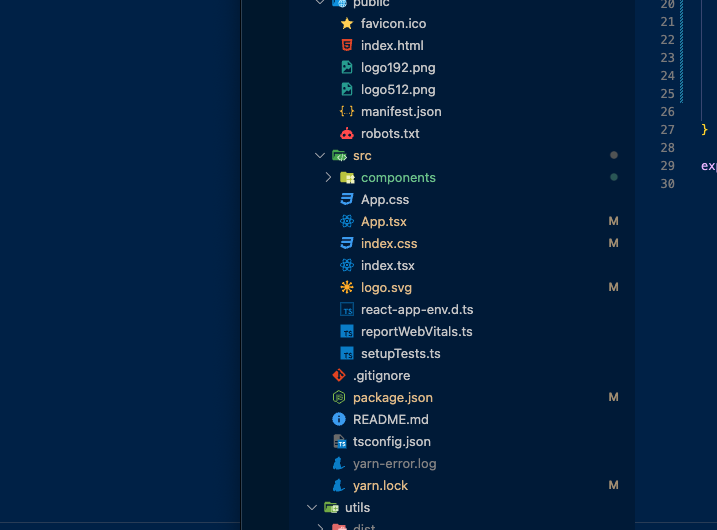 public
favicon.ico
index.html
logo192.png
logo512.png
manifest.json
robots.txt
src
components
App.css
App.tsx M
index.css M
index.tsx
logo.svg M
react-app-env.d.ts
reportWebVitals.ts
setupTests.ts
.gitignore
package.json M
README.md
tsconfig.json
yarn-error.log
yarn.lock M
utils
dist
20
21
22
23
24
25
26
27 }
28
29 exp
30